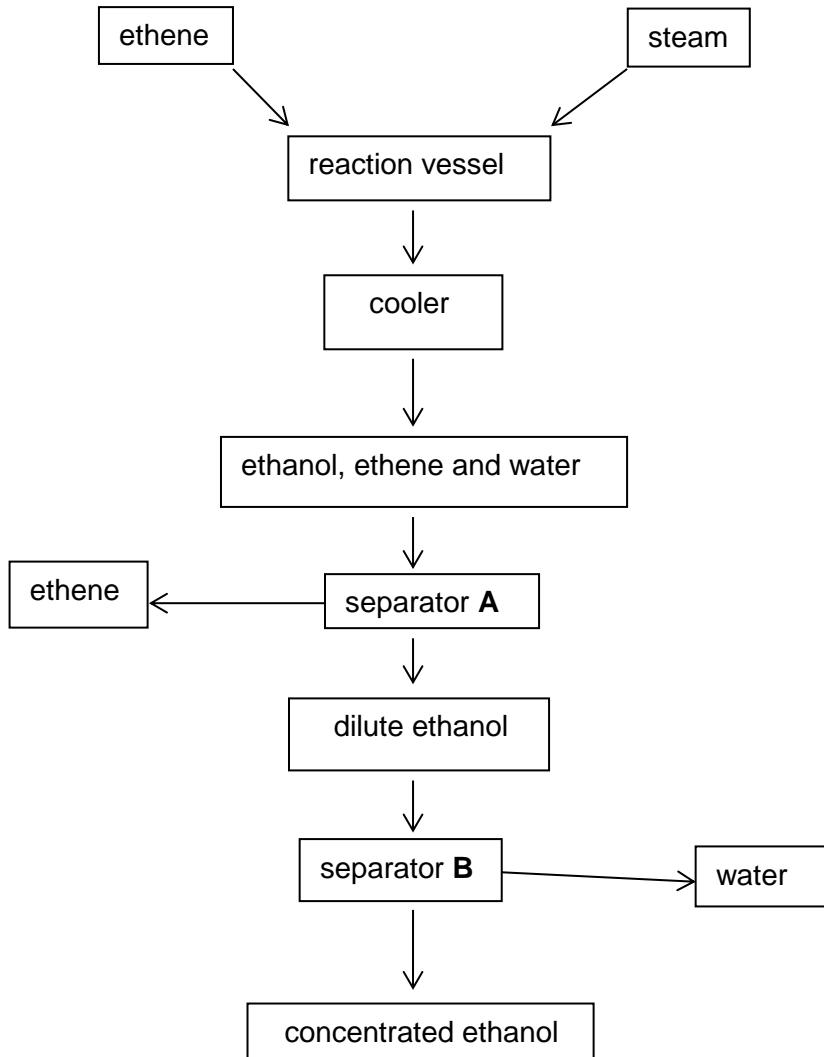 ethene
steam
reaction vessel
cooler
ethanol, ethene and water
ethene
separator A
dilute ethanol
separator B
water
concentrated ethanol